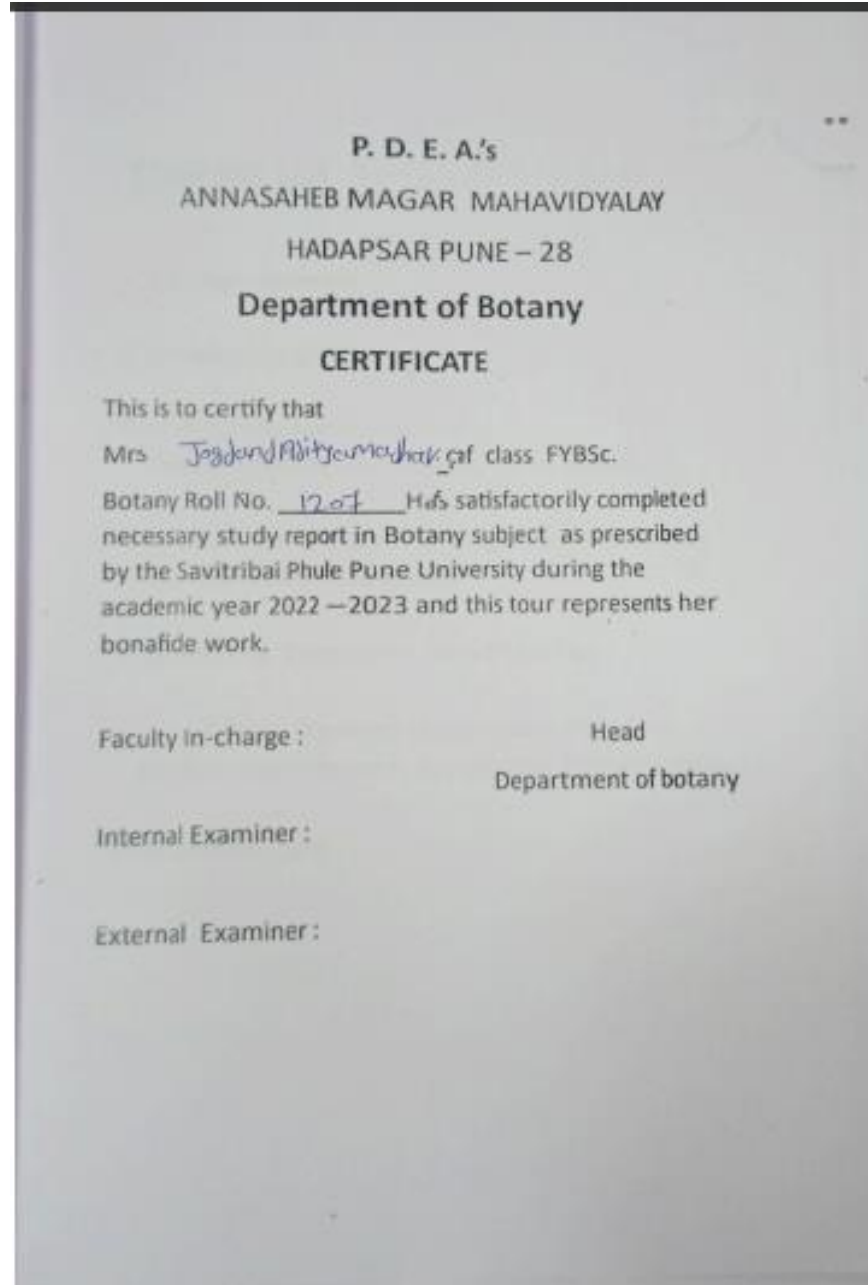 P. D. E. A.'s
ANNASAHEB MAGAR MAHAVIDYALAY
HADAPSAR PUNE – 28
Department of Botany
CERTIFICATE
This is to certify that
Mrs Jogdand of class FYBSc.
Botany Roll No. 1207 Has satisfactorily completed
necessary study report in Botany subject as prescribed
by the Savitribai Phule Pune University during the
academic year 2022 –2023 and this tour represents her
bonafide work.
Faculty In-charge :
Head
Department of botany
Internal Examiner :
External Examiner :